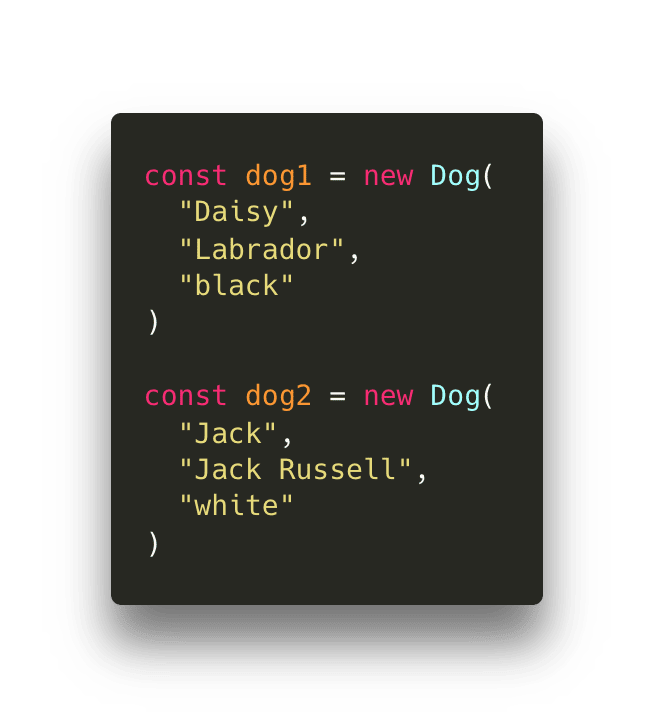 const dog1 = new Dog(
  "Daisy",
  "Labrador",
  "black"
)

const dog2 = new Dog(
  "Jack",
  "Jack Russell",
  "white"
)